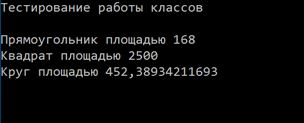 Тестирование работы классов
Прямоугольник площадью 168
Квадрат площадью 2500
Круг площадью 452,38934211693